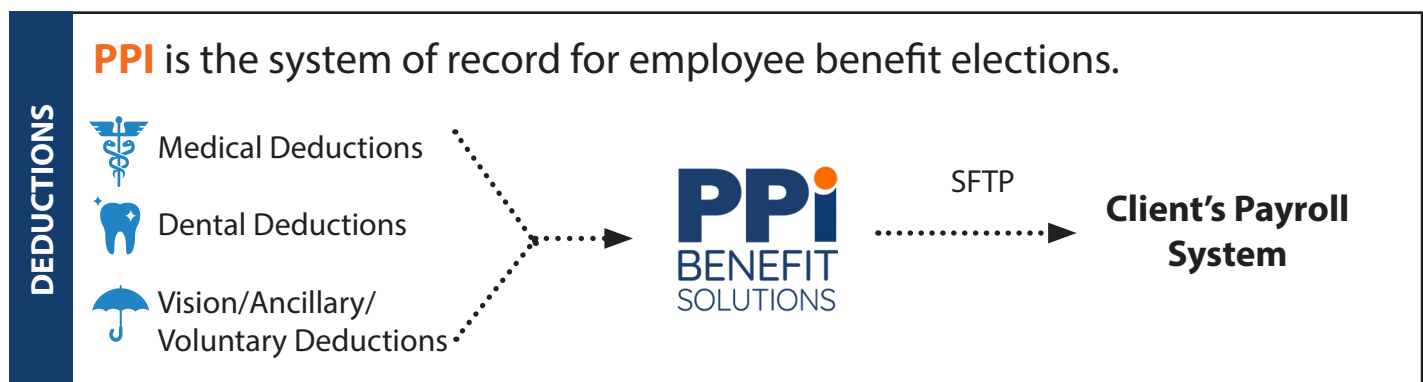 DEDUCTIONS
PPI is the system of record for employee benefit elections.
Medical Deductions
Dental Deductions
Vision/Ancillary/
Voluntary Deductions
PPi
BENEFIT
SOLUTIONS
SFTP
Client’s Payroll
System